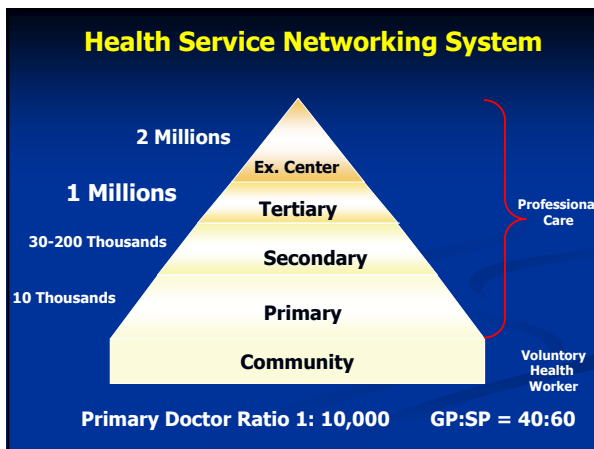 Health Service Networking System
2 Millions
Ex. Center
1 Millions
Tertiary
Professiona
Care
30-200 Thousands
Secondary
10 Thousands
Primary
Community
Voluntory
Health
Worker
Primary Doctor Ratio 1: 10,000 GP:SP = 40:60